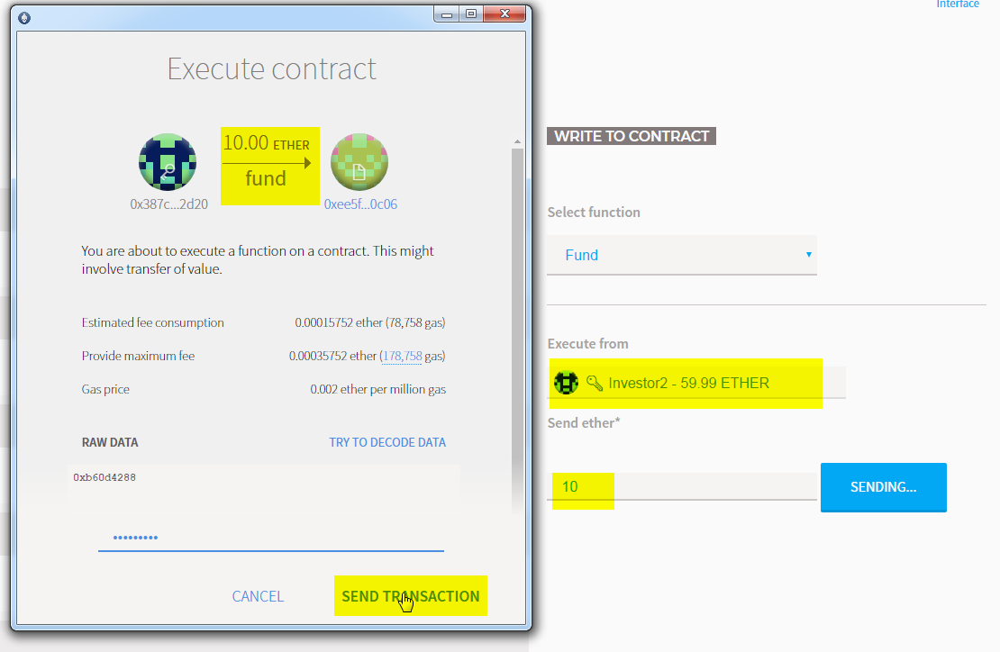 Interface
Execute contract
10.00 ETHER
fund
0x387c...2d20
0xee5f...0c06
You are about to execute a function on a contract. This might
involve transfer of value.
Estimated fee consumption 0.00015752 ether (78,758 gas)
Provide maximum fee 0.00035752 ether (178,758 gas)
Gas price 0.002 ether per million gas
RAW DATA TRY TO DECODE DATA
0xb60d4288
•••••••••
CANCEL SEND TRANSACTION
WRITE TO CONTRACT
Select function
Fund
Execute from
Investor2 - 59.99 ETHER
Send ether*
10
SENDING...